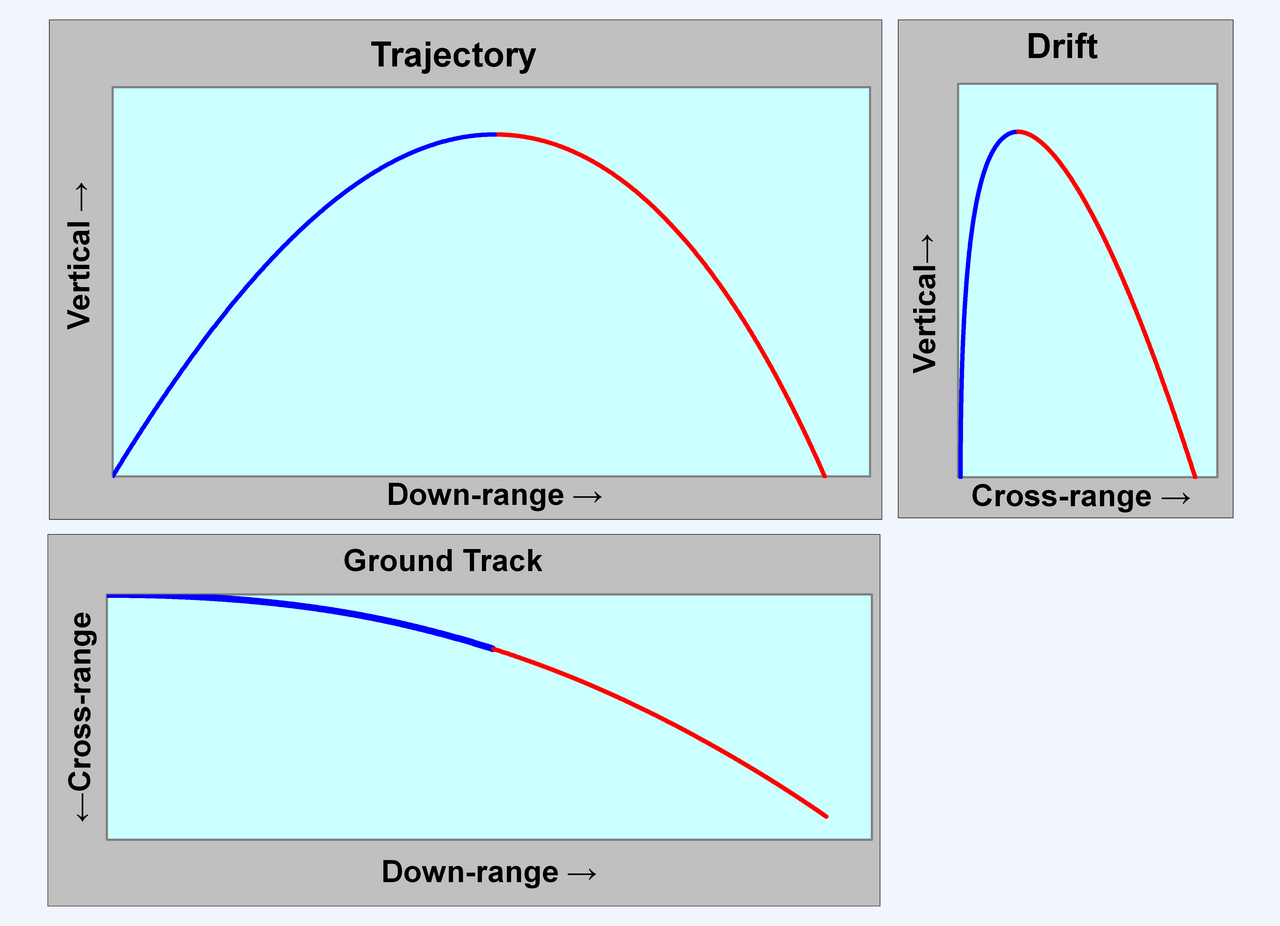 Trajectory
Vertical →
Down-range →
Drift
Vertical→
Cross-range →
Ground Track
←Cross-range
Down-range →